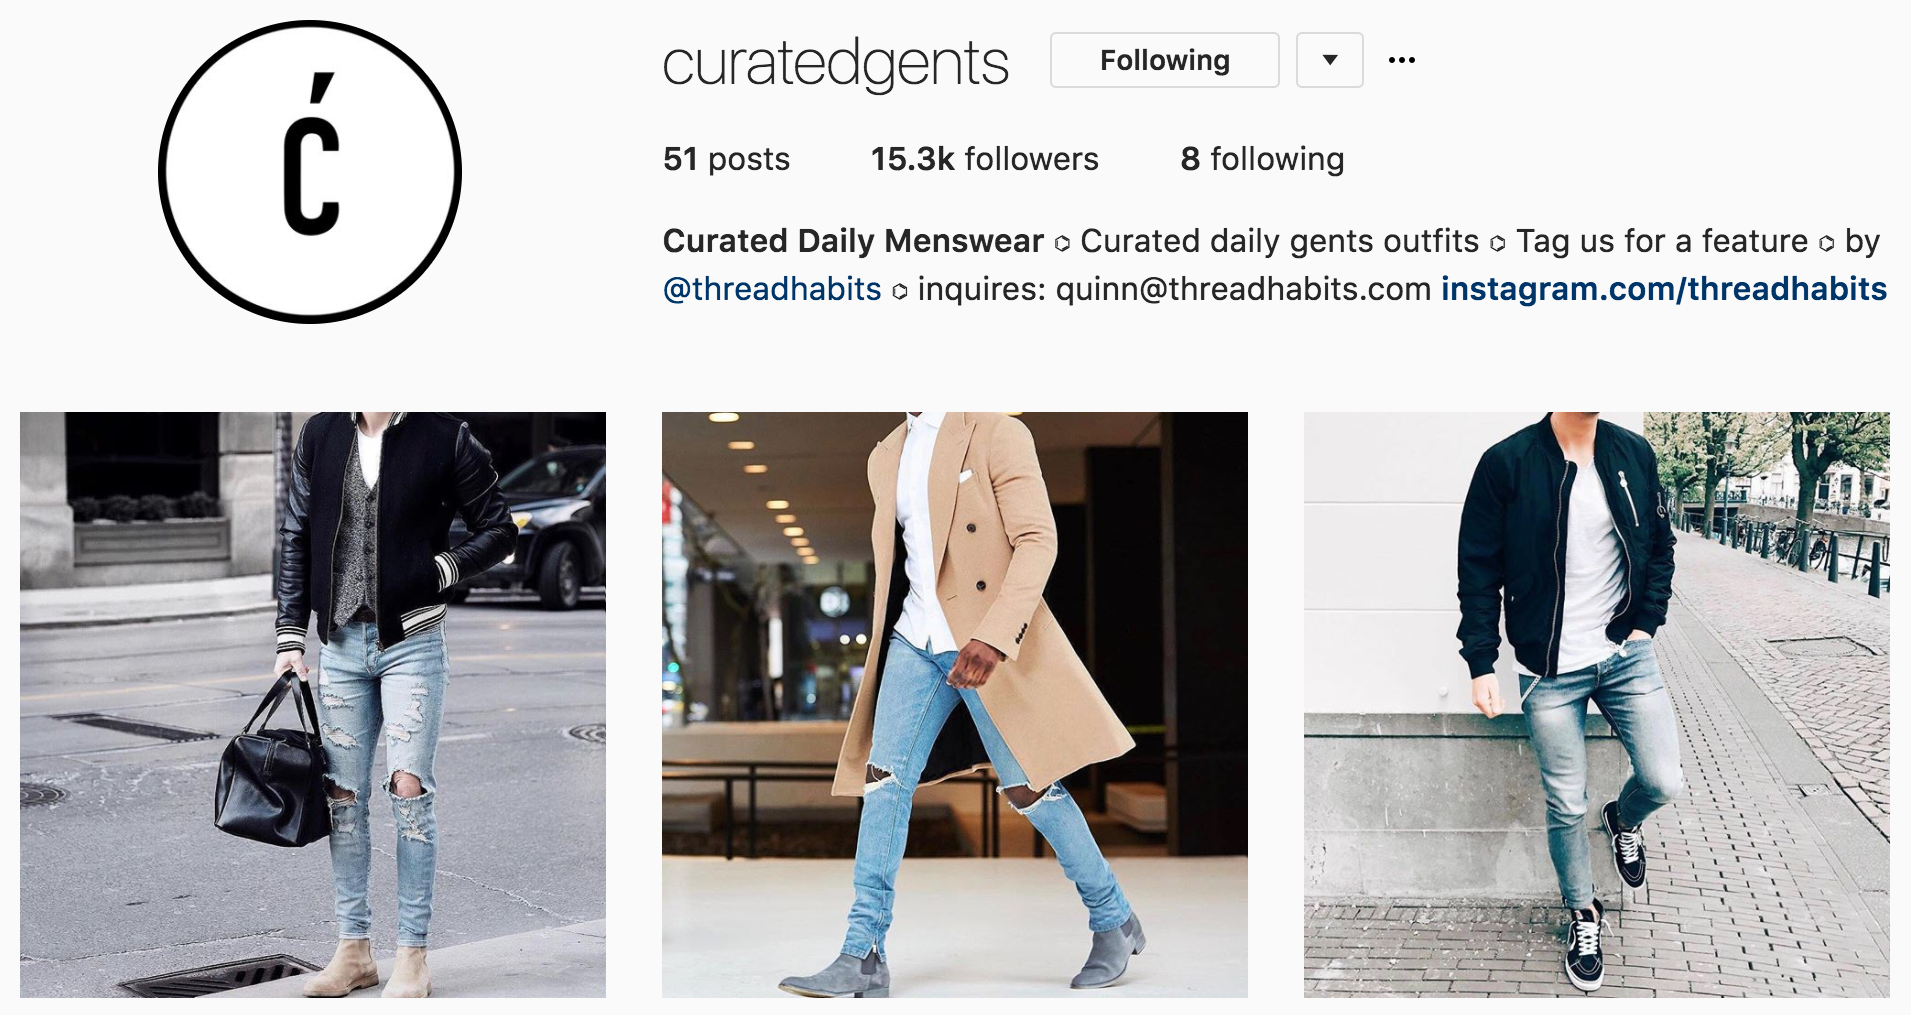 Ć
curatedgents Following
51 posts 15.3k followers 8 following
Curated Daily Menswear ⌬ Curated daily gents outfits ⌬ Tag us for a feature ⌬ by
@threadhabits ⌬ inquires: quinn@threadhabits.com instagram.com/threadhabits